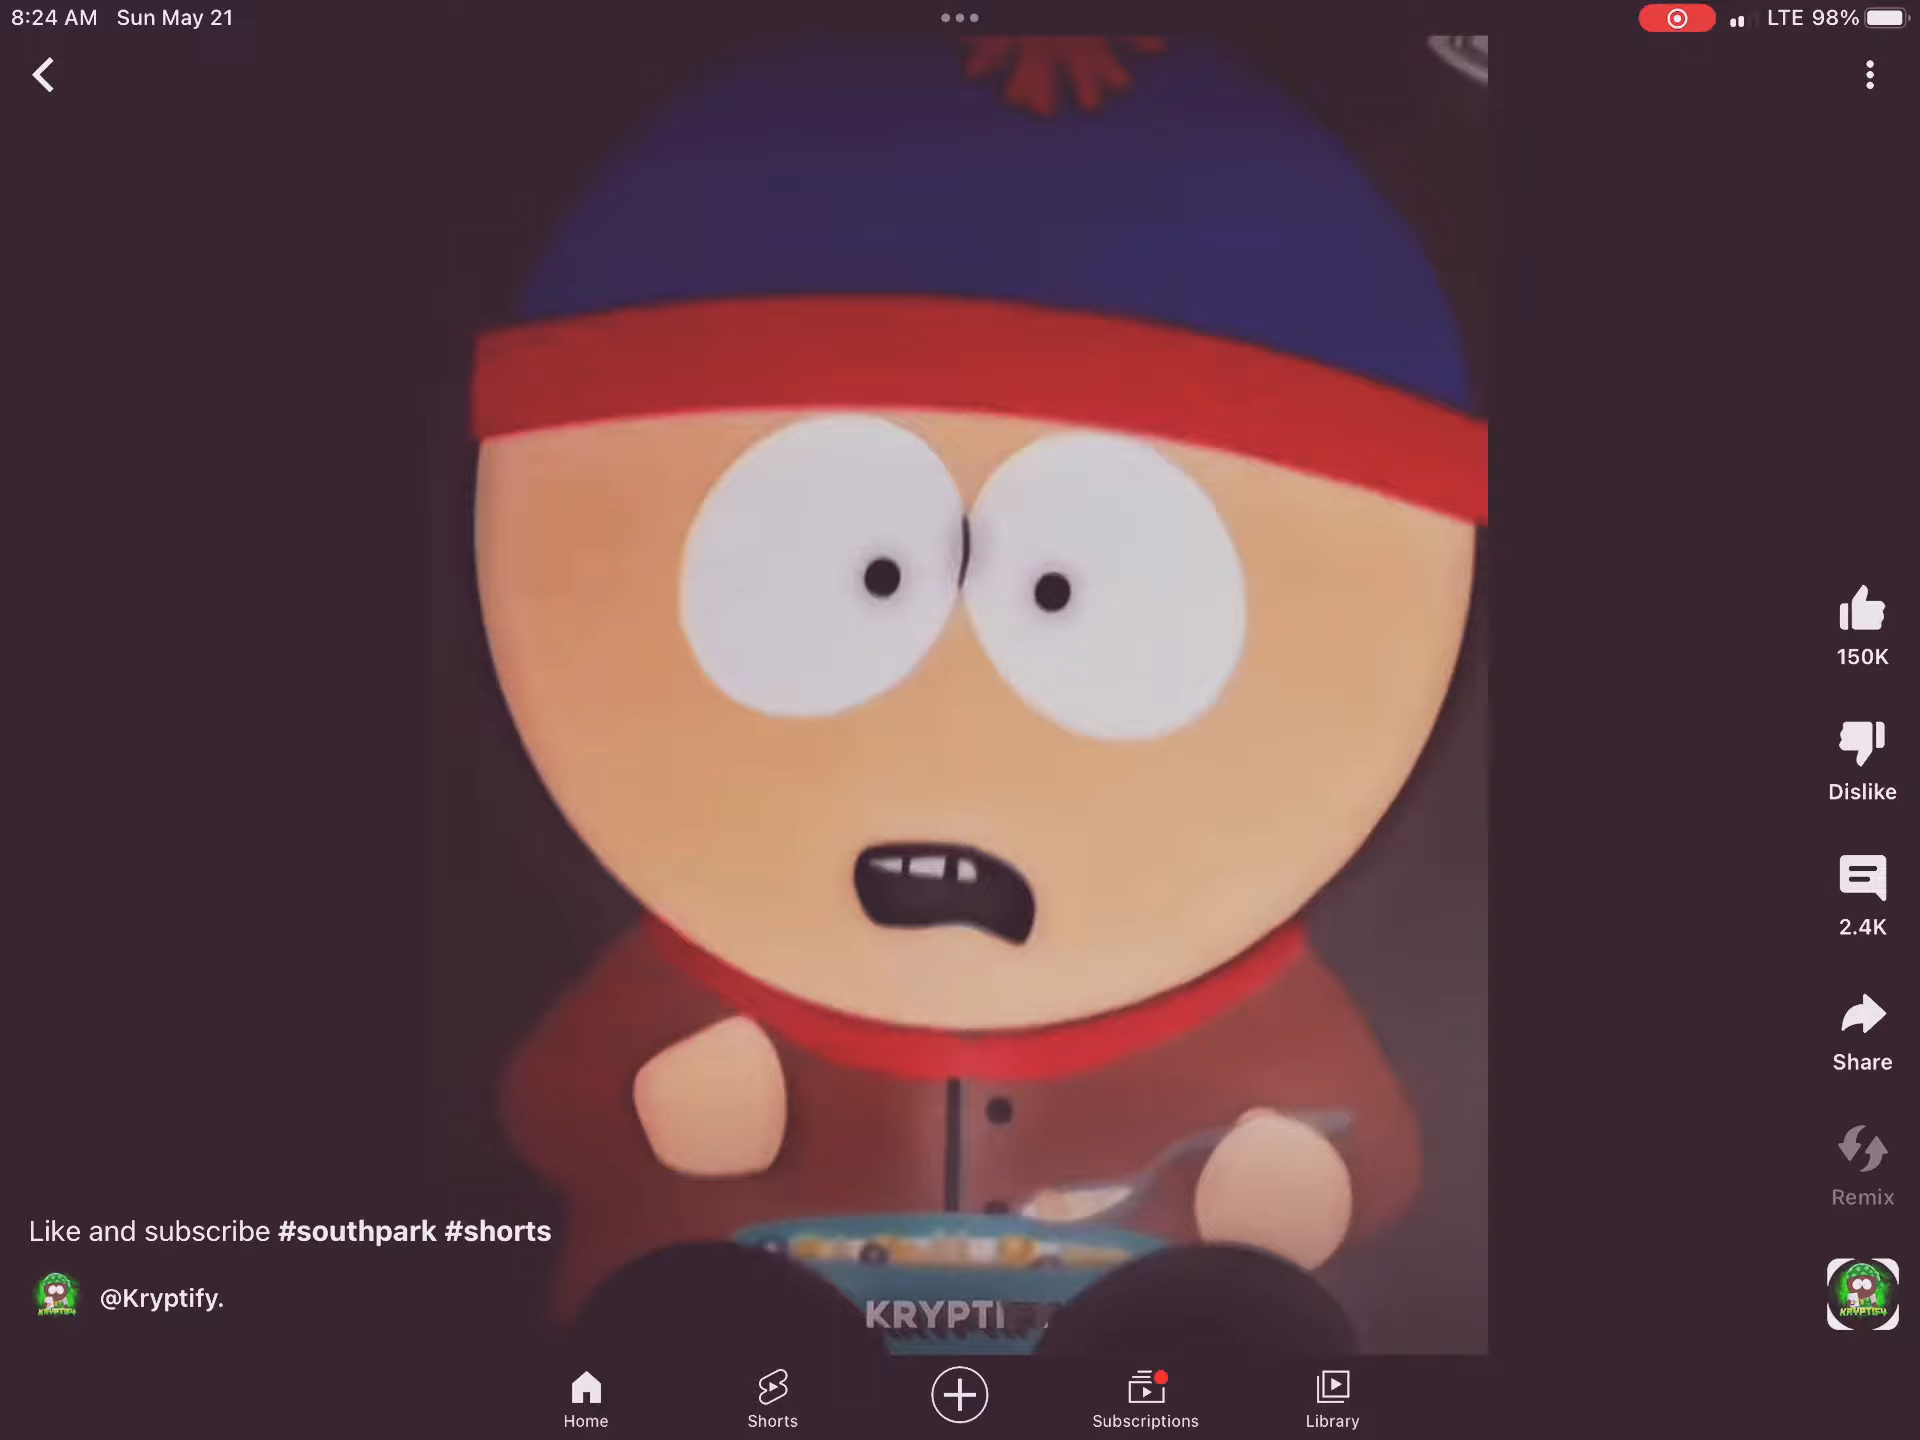 8:24 AM Sun May 21
LTE 98%
150K
Dislike
2.4K
Share
Remix
Like and subscribe #southpark #shorts
@Kryptify.
KRYPTI
Home
Shorts
Subscriptions
Library